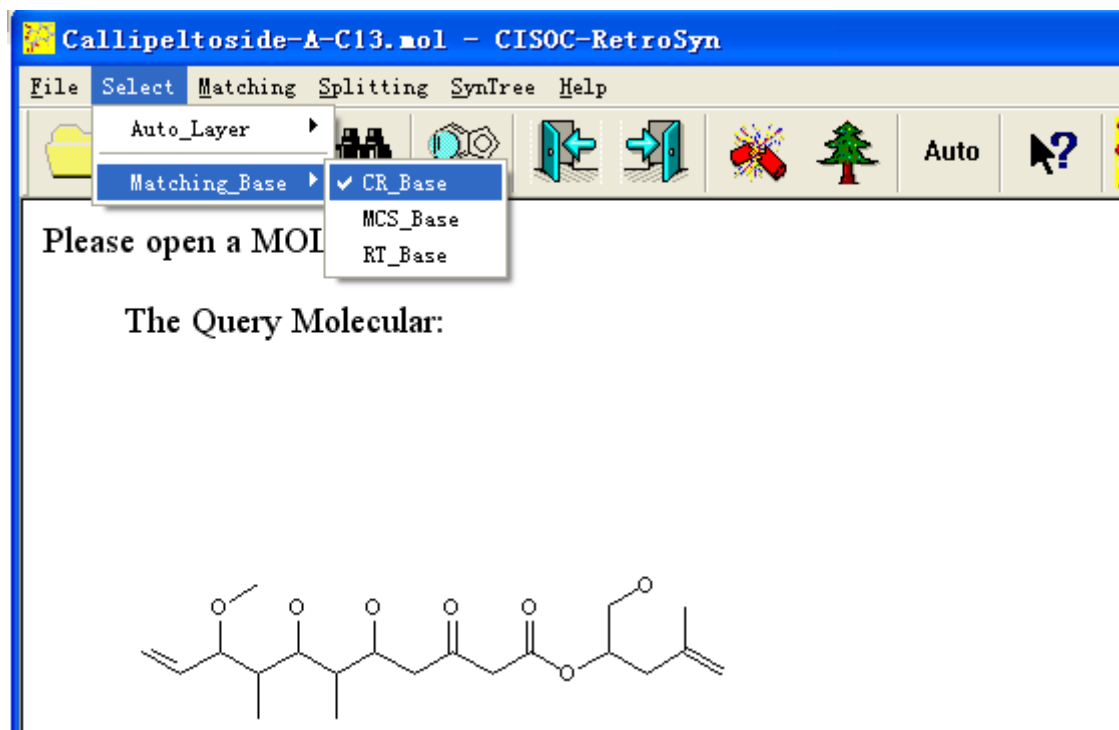 Callipeltoside-A-C13.mol - CISOC-RetroSyn
File Select Matching Splitting SynTree Help
Auto_Layer
Auto
?
Matching_Base
✓ CR_Base
MCS_Base
RT_Base
Please open a MOL
The Query Molecular:
O
O O O O O
O
O